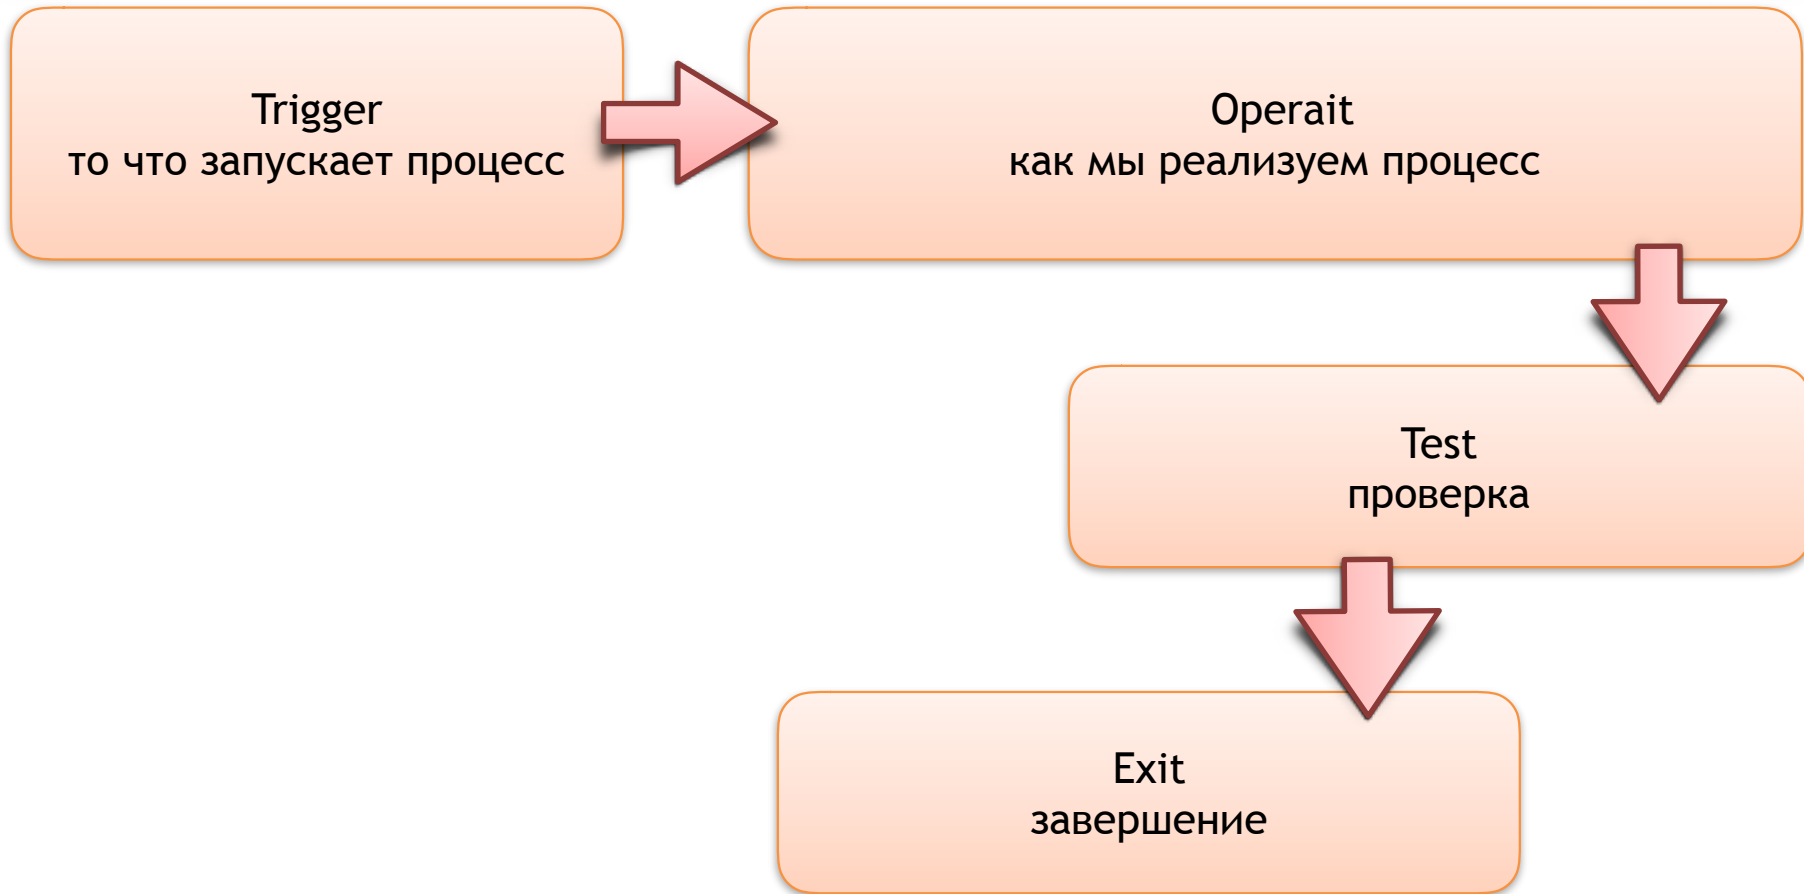 Trigger
то что запускает процесс
Operait
как мы реализуем процесс
Test
проверка
Exit
завершение